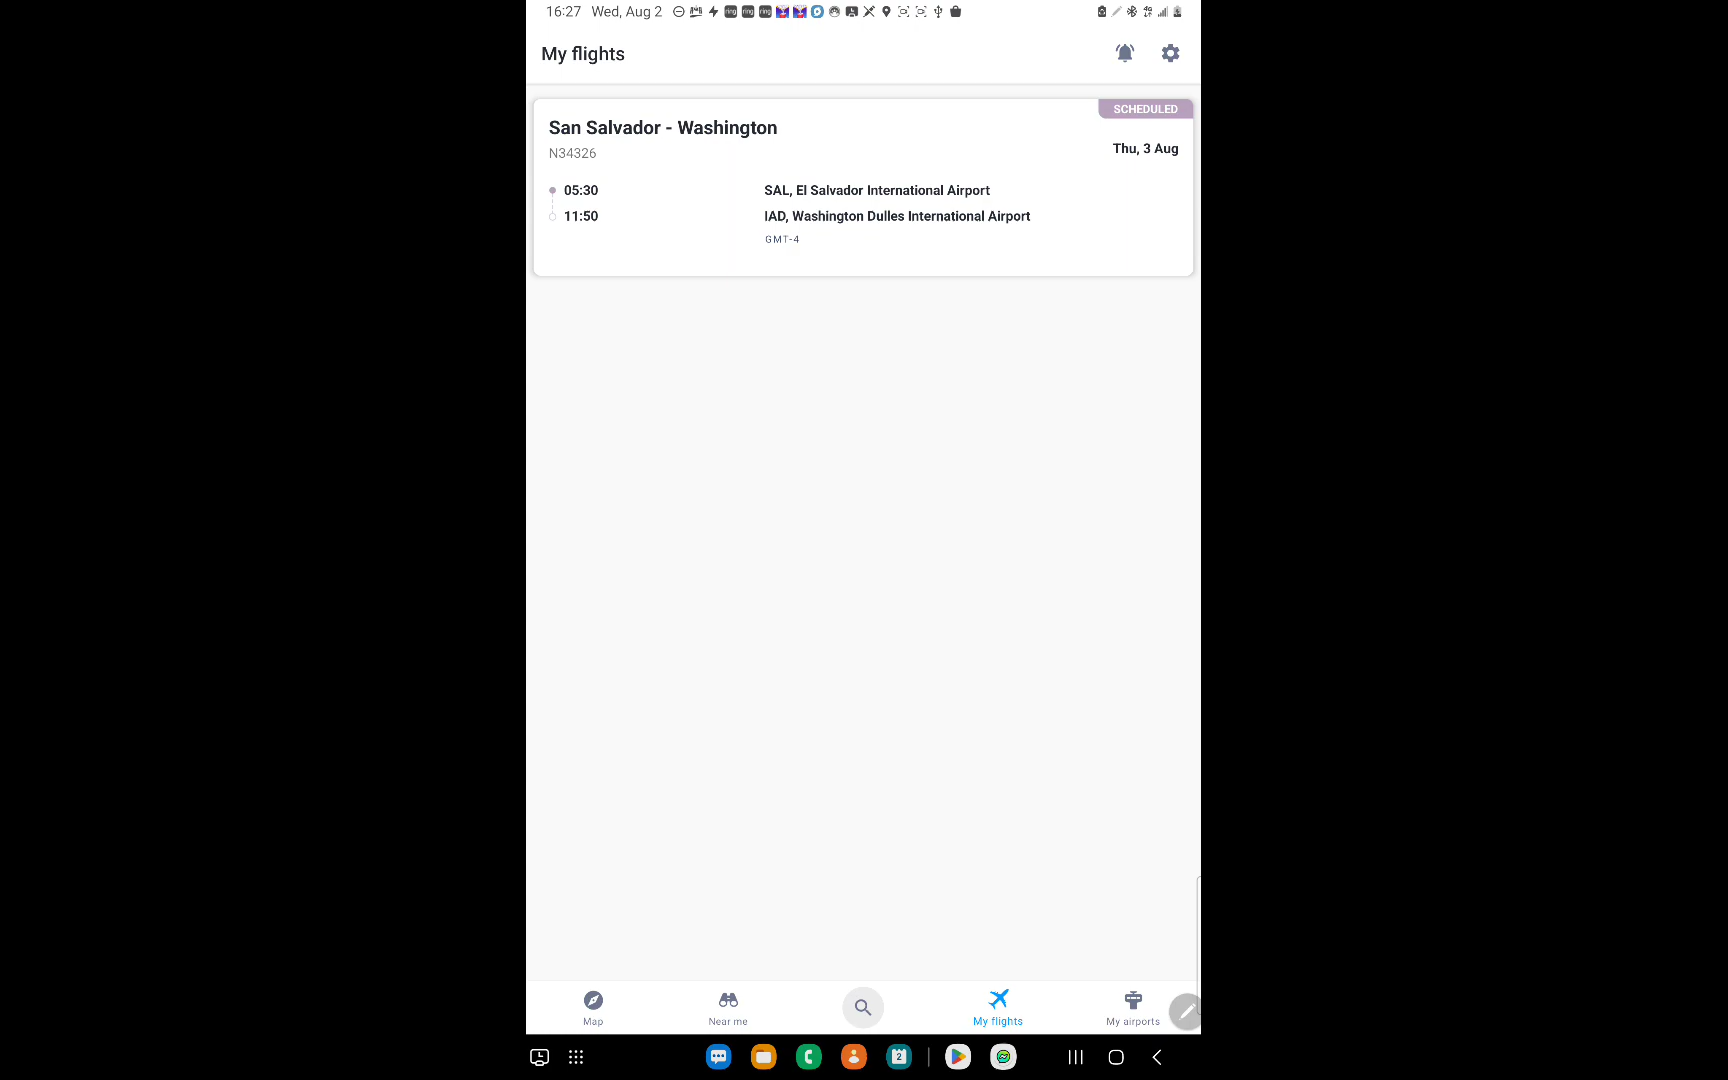 16:27 Wed, Aug 2
My flights
SCHEDULED
San Salvador - Washington
N34326
Thu, 3 Aug
05:30 SAL, El Salvador International Airport
11:50 IAD, Washington Dulles International Airport
GMT-4
Map
Near me
My flights
My airports
2